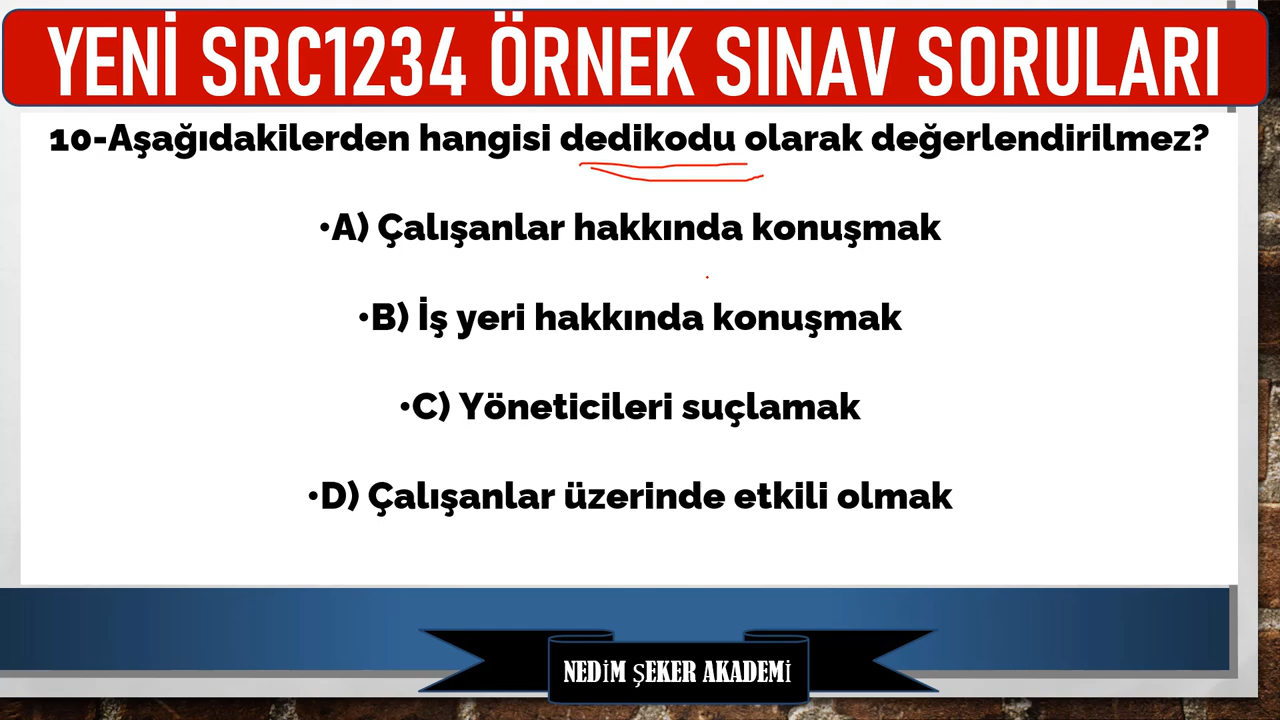 YENİ SRC1234 ÖRNEK SINAV SORULARI
10-Aşağıdakilerden hangisi dedikodu olarak değerlendirilmez?
•A) Çalışanlar hakkında konuşmak
•B) İş yeri hakkında konuşmak
•C) Yöneticileri suçlamak
•D) Çalışanlar üzerinde etkili olmak
NEDİM ŞEKER AKADEMİ